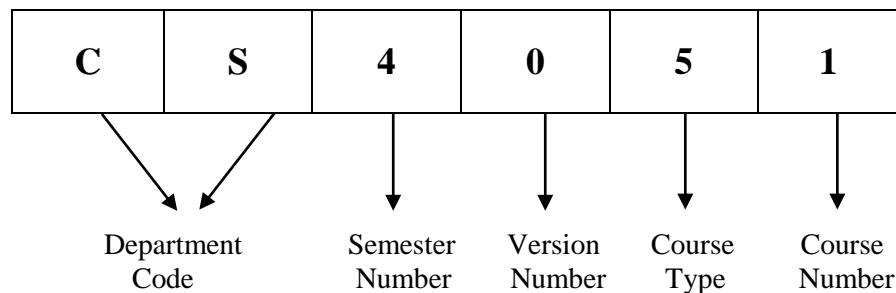 C S 4 0 5 1
Department Semester Version Course Course
Code Number Number Type Number